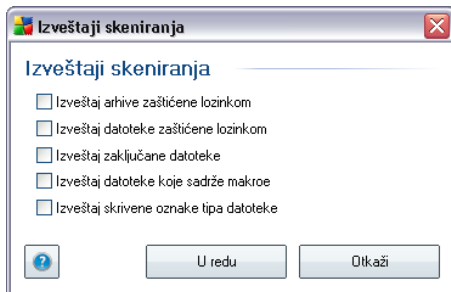 Izveštaji skeniranja
Izveštaji skeniranja
Izveštaj arhive zaštićene lozinkom
Izveštaj datoteke zaštićene lozinkom
Izveštaj zaključane datoteke
Izveštaj datoteke koje sadrže makroe
Izveštaj skrivene oznake tipa datoteke
U redu
Otkaži